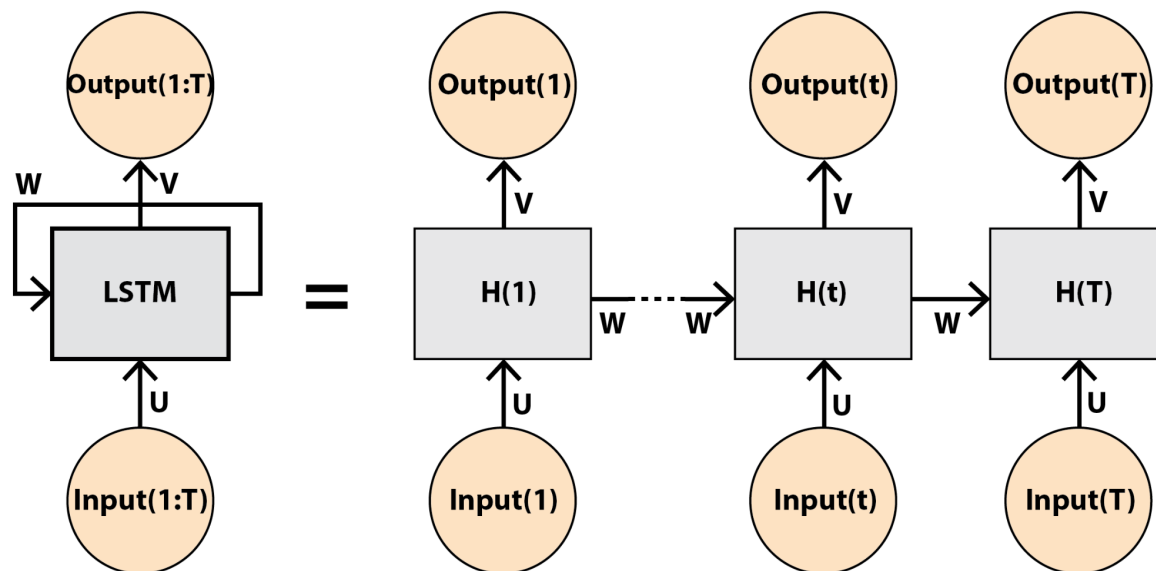 Output(1:T) Output(1) Output(t) Output(T)
W V V V V
LSTM = H(1) H(t) H(T)
W W W
U U U U
Input(1:T) Input(1) Input(t) Input(T)